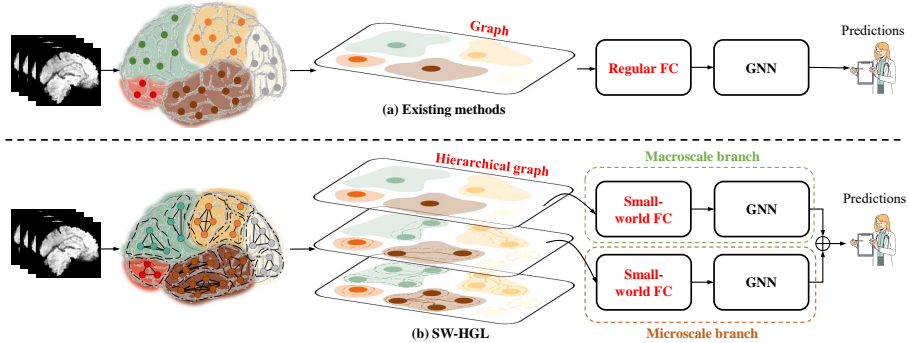 Graph
Predictions
Regular FC
GNN
(a) Existing methods
Hierarchical graph
Macroscale branch
Small-
world FC
GNN
Predictions
Small-
world FC
GNN
Microscale branch
(b) SW-HGL